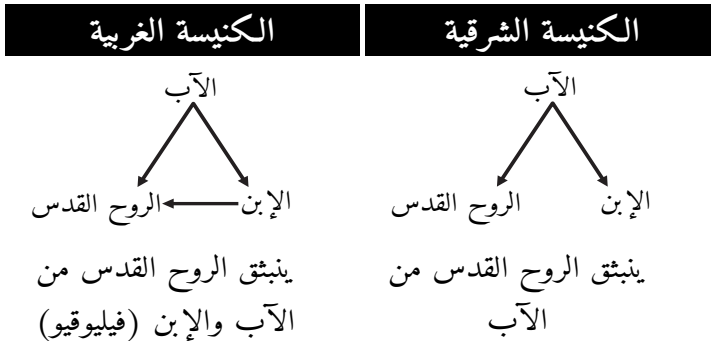 الكنيسة الشرقية
الآب
الإبن
الروح القدس
ينبثق الروح القدس من
الآب
الكنيسة الغربية
الآب
الإبن
الروح القدس
ينبثق الروح القدس من
الآب والإبن (فيليوقيو)